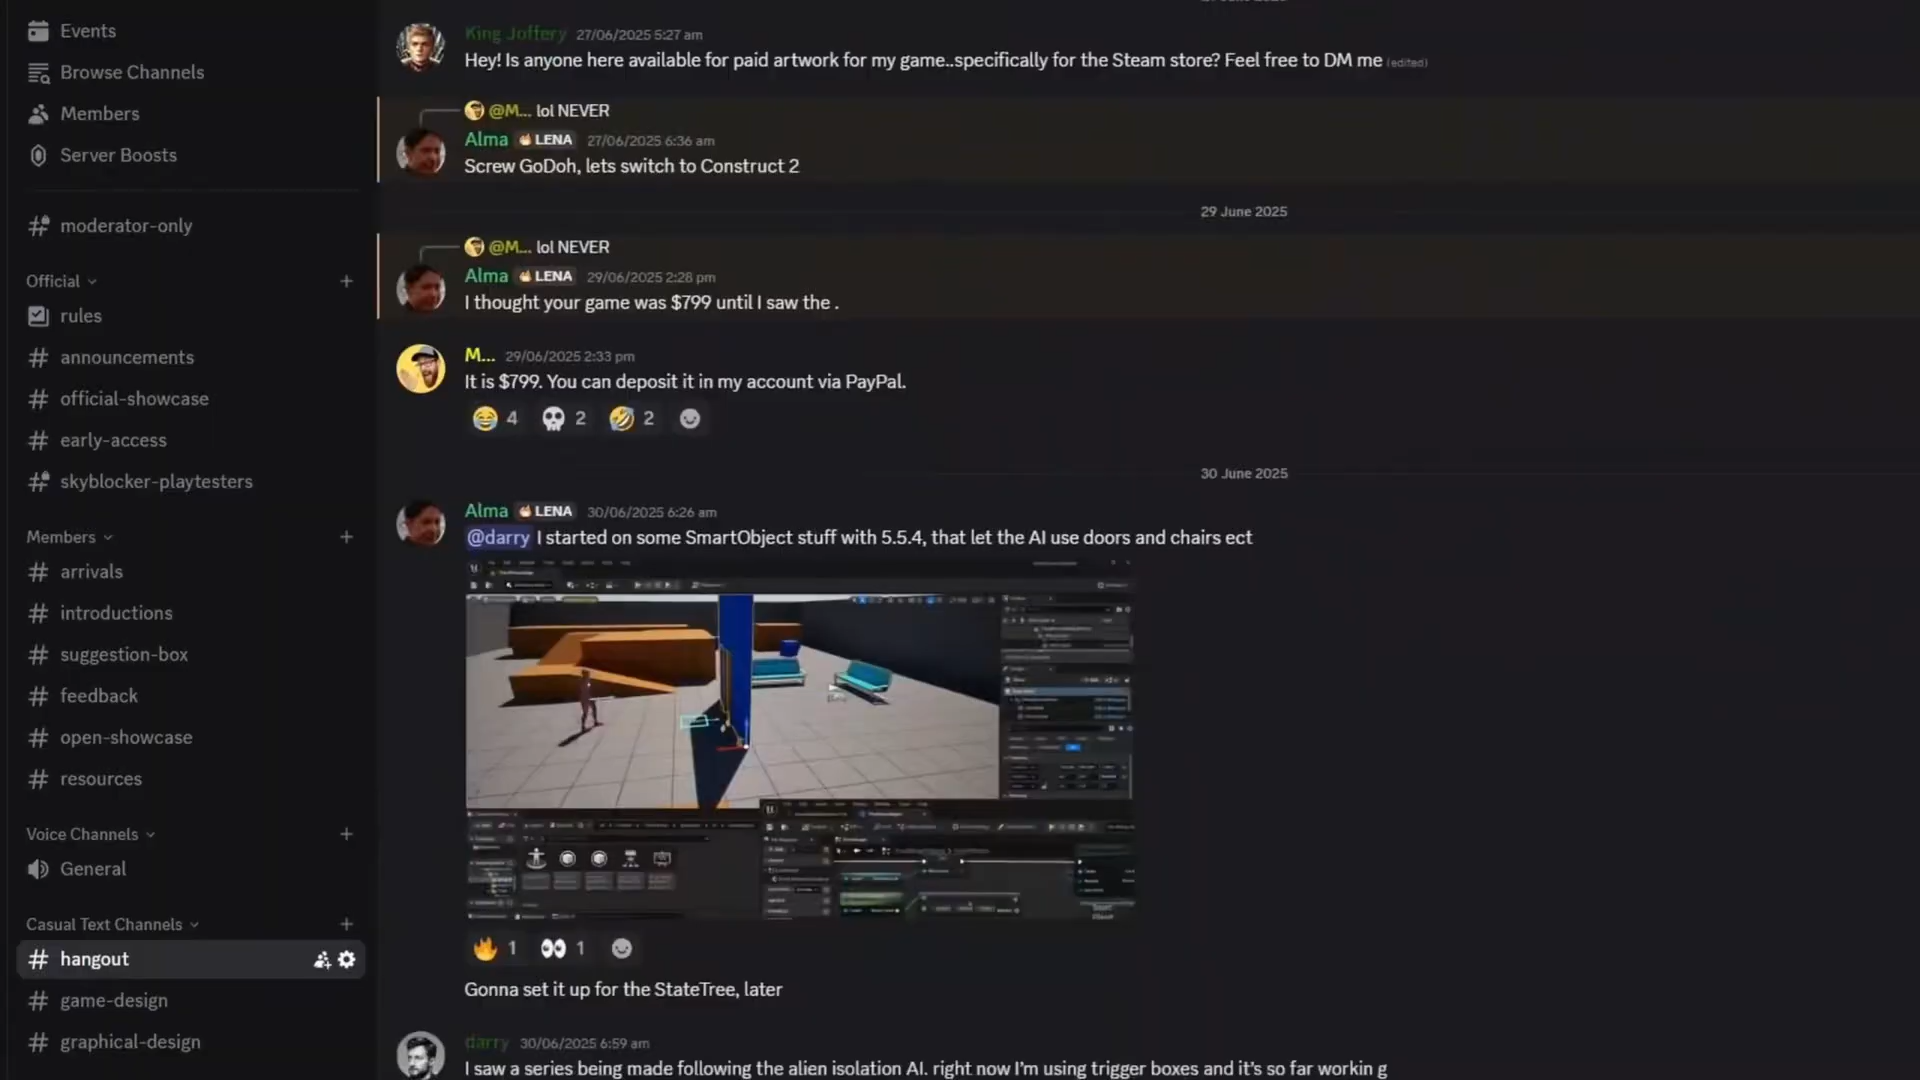 Events
Browse Channels
Members
Server Boosts
moderator-only
Official
rules
announcements
official-showcase
early-access
skyblocker-playtesters
Members
arrivals
introductions
suggestion-box
feedback
open-showcase
resources
Voice Channels
General
Casual Text Channels
hangout
game-design
graphical-design
King Joffery 27/06/2025 5:27 am
Hey! Is anyone here available for paid artwork for my game..specifically for the Steam store? Feel free to DM me (edited)
@M... lol NEVER
Alma LENA 27/06/2025 6:36 am
Screw GoDoh, lets switch to Construct 2
29 June 2025
@M... lol NEVER
Alma LENA 29/06/2025 2:28 pm
I thought your game was $799 until I saw the .
M... 29/06/2025 2:33 pm
It is $799. You can deposit it in my account via PayPal.
😂 4 💀 2 🤣 2
30 June 2025
Alma LENA 30/06/2025 6:26 am
@darry I started on some SmartObject stuff with 5.5.4, that let the AI use doors and chairs ect
🔥 1 👀 1
Gonna set it up for the StateTree, later
darry 30/06/2025 6:59 am
I saw a series being made following the alien isolation AI. right now I'm using trigger boxes and it's so far workin g